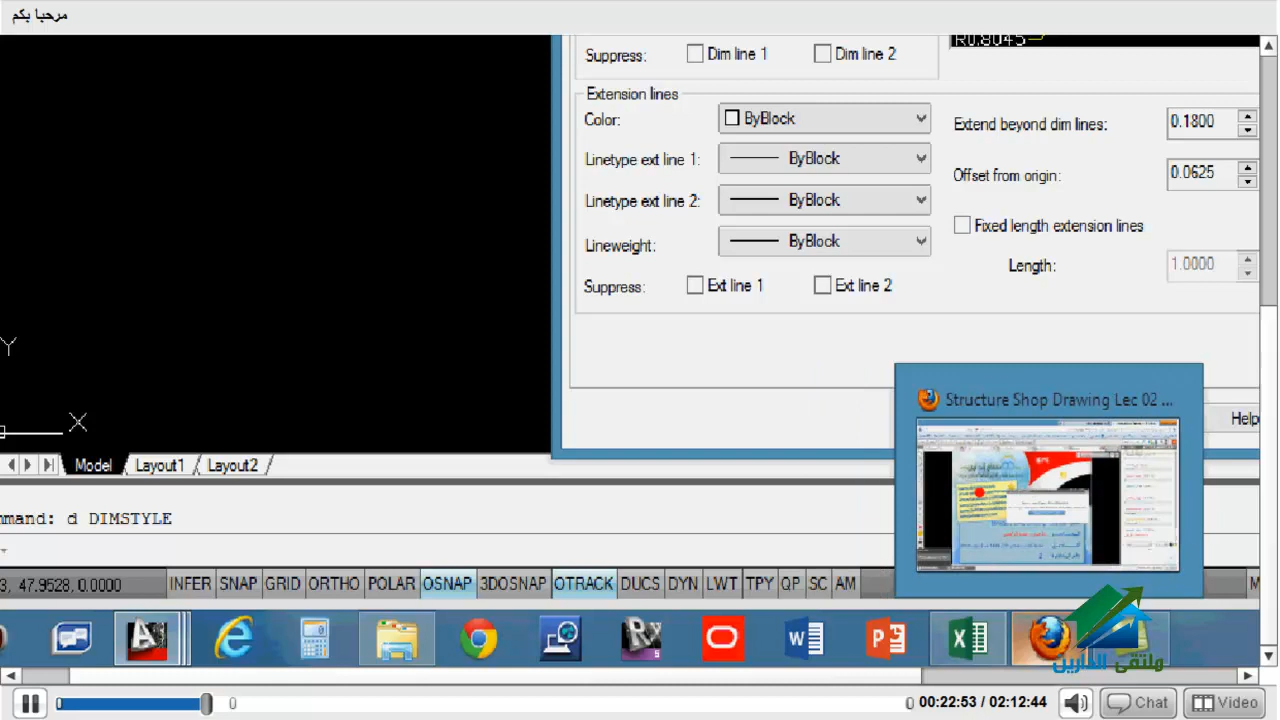 مرحبا بكم
R0.8045
Suppress: Dim line 1 Dim line 2
Extension lines
Color: ByBlock
Linetype ext line 1: ByBlock
Linetype ext line 2: ByBlock
Lineweight: ByBlock
Suppress: Ext line 1 Ext line 2
Extend beyond dim lines: 0.1800
Offset from origin: 0.0625
Fixed length extension lines
Length: 1.0000
Help
Structure Shop Drawing Lec 02 ...
Y
X
Model Layout1 Layout2
mmand: d DIMSTYLE
3, 47.9528, 0.0000 INFER SNAP GRID ORTHO POLAR OSNAP 3DOSNAP OTRACK DUCS DYN LWT TPY QP SC AM M
ملتقى الدارين
0 0 00:22:53 / 02:12:44 Chat Video